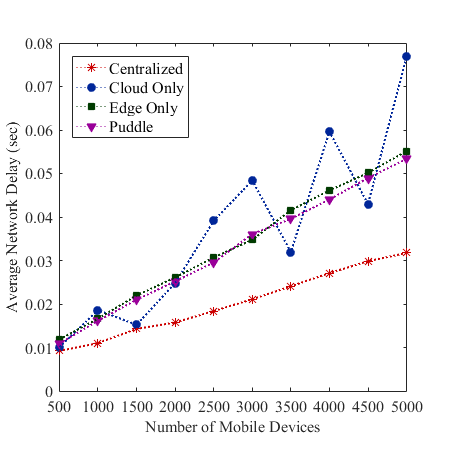 0.08
0.07
0.06
0.05
0.04
0.03
0.02
0.01
0
Average Network Delay (sec)
Centralized
Cloud Only
Edge Only
Puddle
500 1000 1500 2000 2500 3000 3500 4000 4500 5000
Number of Mobile Devices